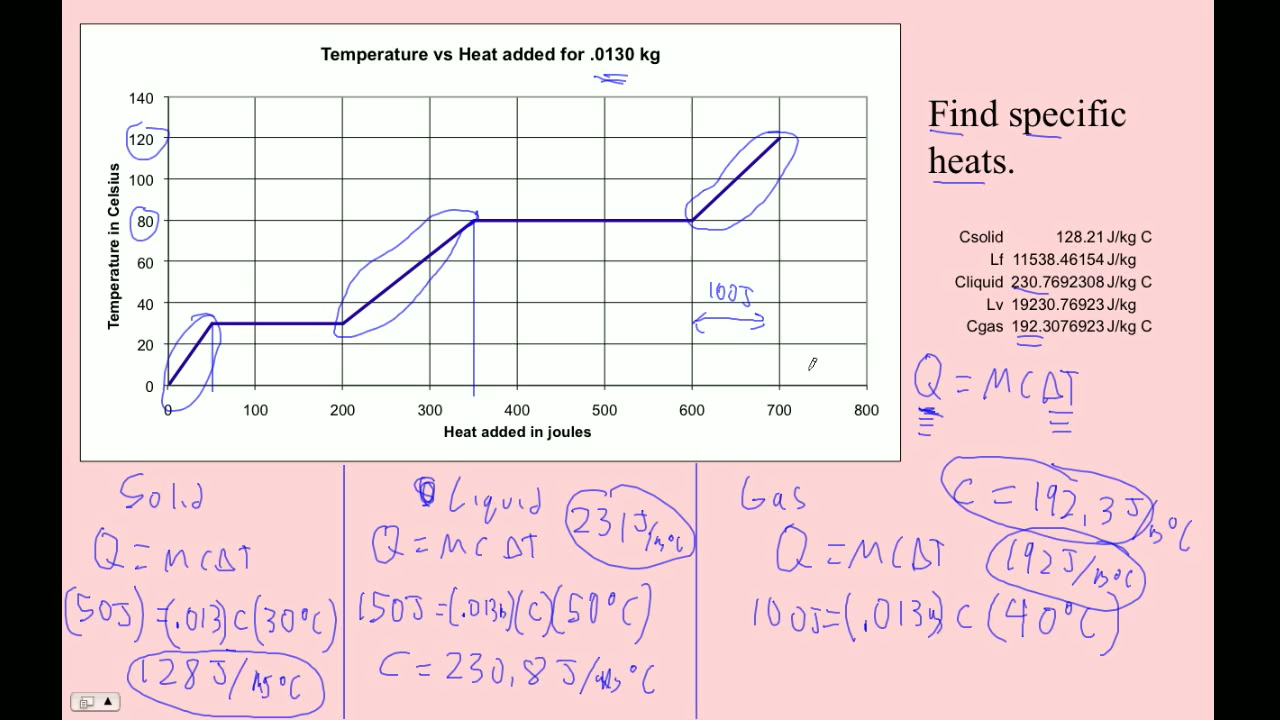 Temperature vs Heat added for .0130 kg
140
120
100
80
60
40
20
0
Temperature in Celsius
0 100 200 300 400 500 600 700 800
Heat added in joules
100J
Find specific
heats.
Csolid 128.21 J/kg C
Lf 11538.46154 J/kg
Cliquid 230.7692308 J/kg C
Lv 19230.76923 J/kg
Cgas 192.3076923 J/kg C
Q = MCΔT
Solid
Q = MCΔT
(50J) = (.013) C (30°C)
128 J/kg°C
Liquid
231 J/kg°C
Q = MCΔT
150J = (.013k)(C)(50°C)
C = 230.8 J/kg°C
Gas
C = 192.3 J/kg°C
Q = MCΔT
192 J/kg°C
100J = (.013kg) C (40°C)